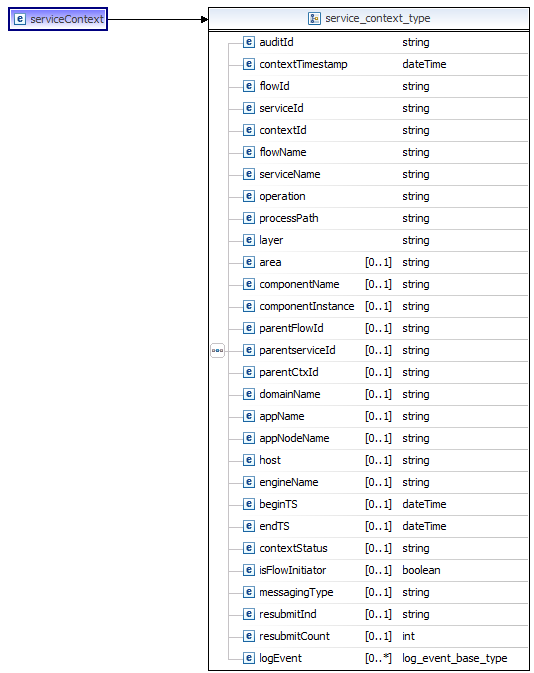 e serviceContext
service_context_type
e auditId string
e contextTimestamp dateTime
e flowId string
e serviceId string
e contextId string
e flowName string
e serviceName string
e operation string
e processPath string
e layer string
e area [0..1] string
e componentName [0..1] string
e componentInstance [0..1] string
e parentFlowId [0..1] string
e parentserviceId [0..1] string
e parentCtxId [0..1] string
e domainName [0..1] string
e appName [0..1] string
e appNodeName [0..1] string
e host [0..1] string
e engineName [0..1] string
e beginTS [0..1] dateTime
e endTS [0..1] dateTime
e contextStatus [0..1] string
e isFlowInitiator [0..1] boolean
e messagingType [0..1] string
e resubmitInd [0..1] string
e resubmitCount [0..1] int
e logEvent [0..*] log_event_base_type